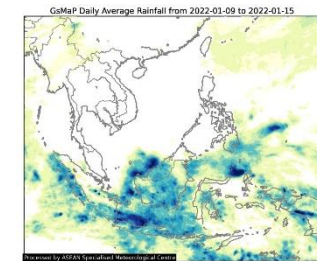 GsMaP Daily Average Rainfall from 2022-01-09 to 2022-01-15
Processed by ASEAN Specialised Meteorological Centre